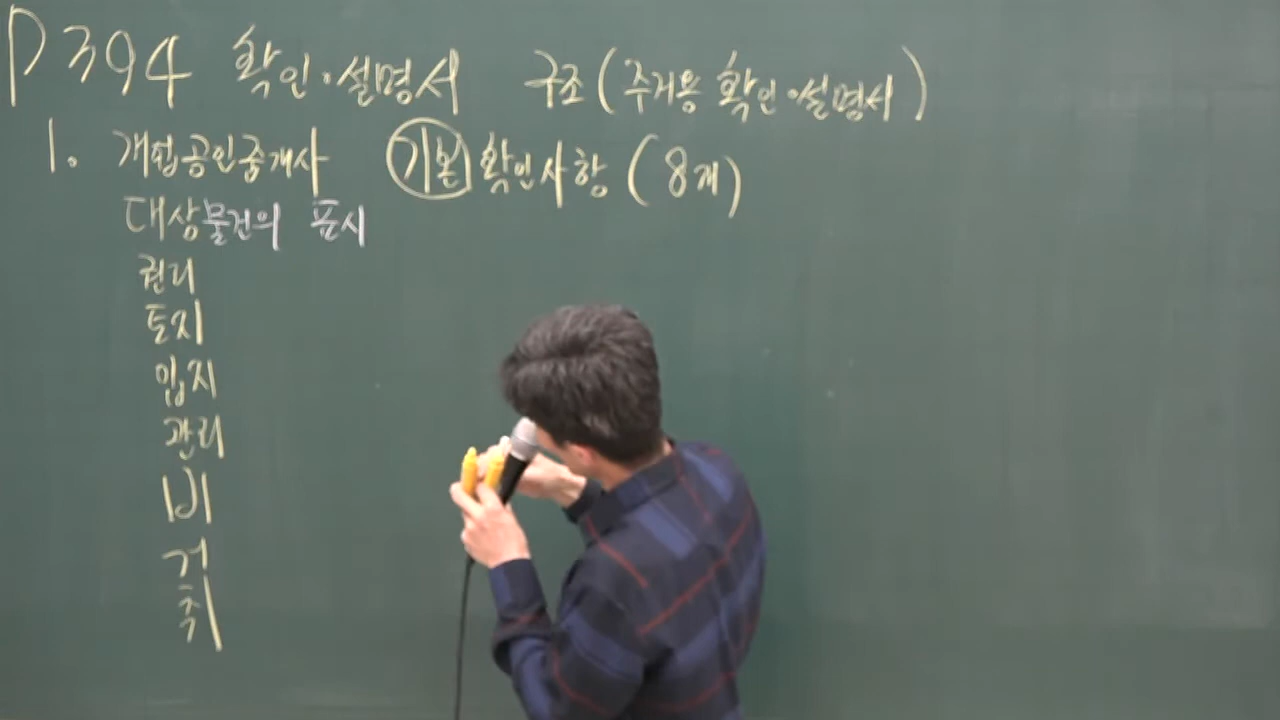 P394 확인·설명서 구조(주거용 확인·설명서)
1. 개업공인중개사 기본 확인사항 (8개)
대상물건의 표시
권리
토지
입지
관리
비
거
취